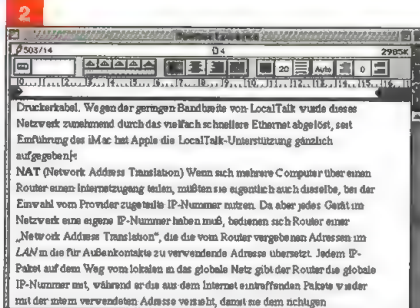 2
503/14
4
2985K
20 Auto 0
Druckerkabel. Wegen der geringen Bandbreite von LocalTalk wurde dieses
Netzwerk zunehmend durch das vielfach schnellere Ethernet abgelöst, seit
Einführung des iMac hat Apple die LocalTalk-Unterstützung gänzlich
aufgegeben
NAT (Network Address Translation) Wenn sich mehrere Computer über einen
Router einen Internetzugang teilen, müßten sie eigentlich auch dieselbe, bei der
Einwahl vom Provider zugeteilte IP-Nummer nutzen. Da aber jedes Gerät im
Netzwerk eine eigene IP-Nummer haben muß, bedienen sich Router einer
„Network Address Translation", die die vom Router vergebenen Adressen im
LAN in die für Außenkontakte zu verwendende Adresse übersetzt. Jedem IP-
Paket auf dem Weg vom lokalen in das globale Netz gibt der Router die globale
IP-Nummer mit, während er die aus dem Internet eintreffenden Pakete wieder
mit der intern verwendeten Adresse versieht, damit sie dem richtigen